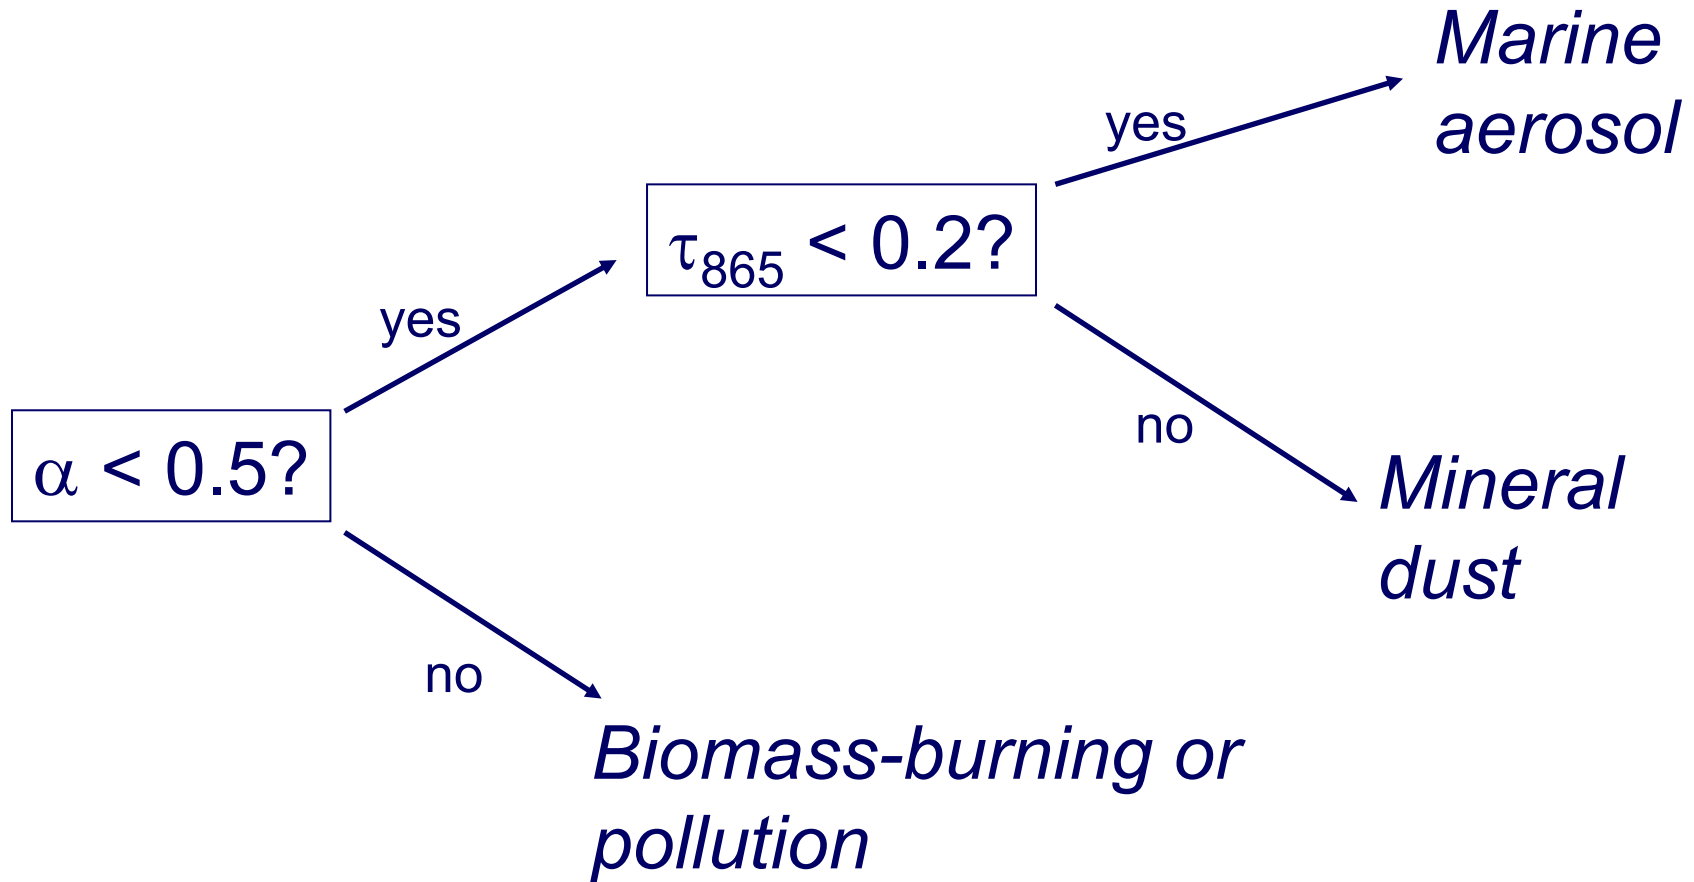 Marine
aerosol
yes
τ865 < 0.2?
yes
no
α < 0.5?
Mineral
dust
no
Biomass-burning or
pollution